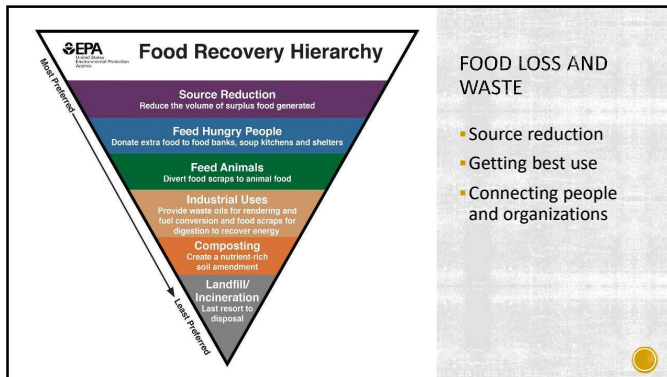 EPA
United States
Environmental Protection
Agency
Food Recovery Hierarchy
Most Preferred
Source Reduction
Reduce the volume of surplus food generated
Feed Hungry People
Donate extra food to food banks, soup kitchens and shelters
Feed Animals
Divert food scraps to animal food
Industrial Uses
Provide waste oils for rendering and
fuel conversion and food scraps for
digestion to recover energy
Composting
Create a nutrient-rich
soil amendment
Landfill/
Incineration
Last resort to
disposal
Least Preferred
FOOD LOSS AND
WASTE
▪ Source reduction
▪ Getting best use
▪ Connecting people
and organizations